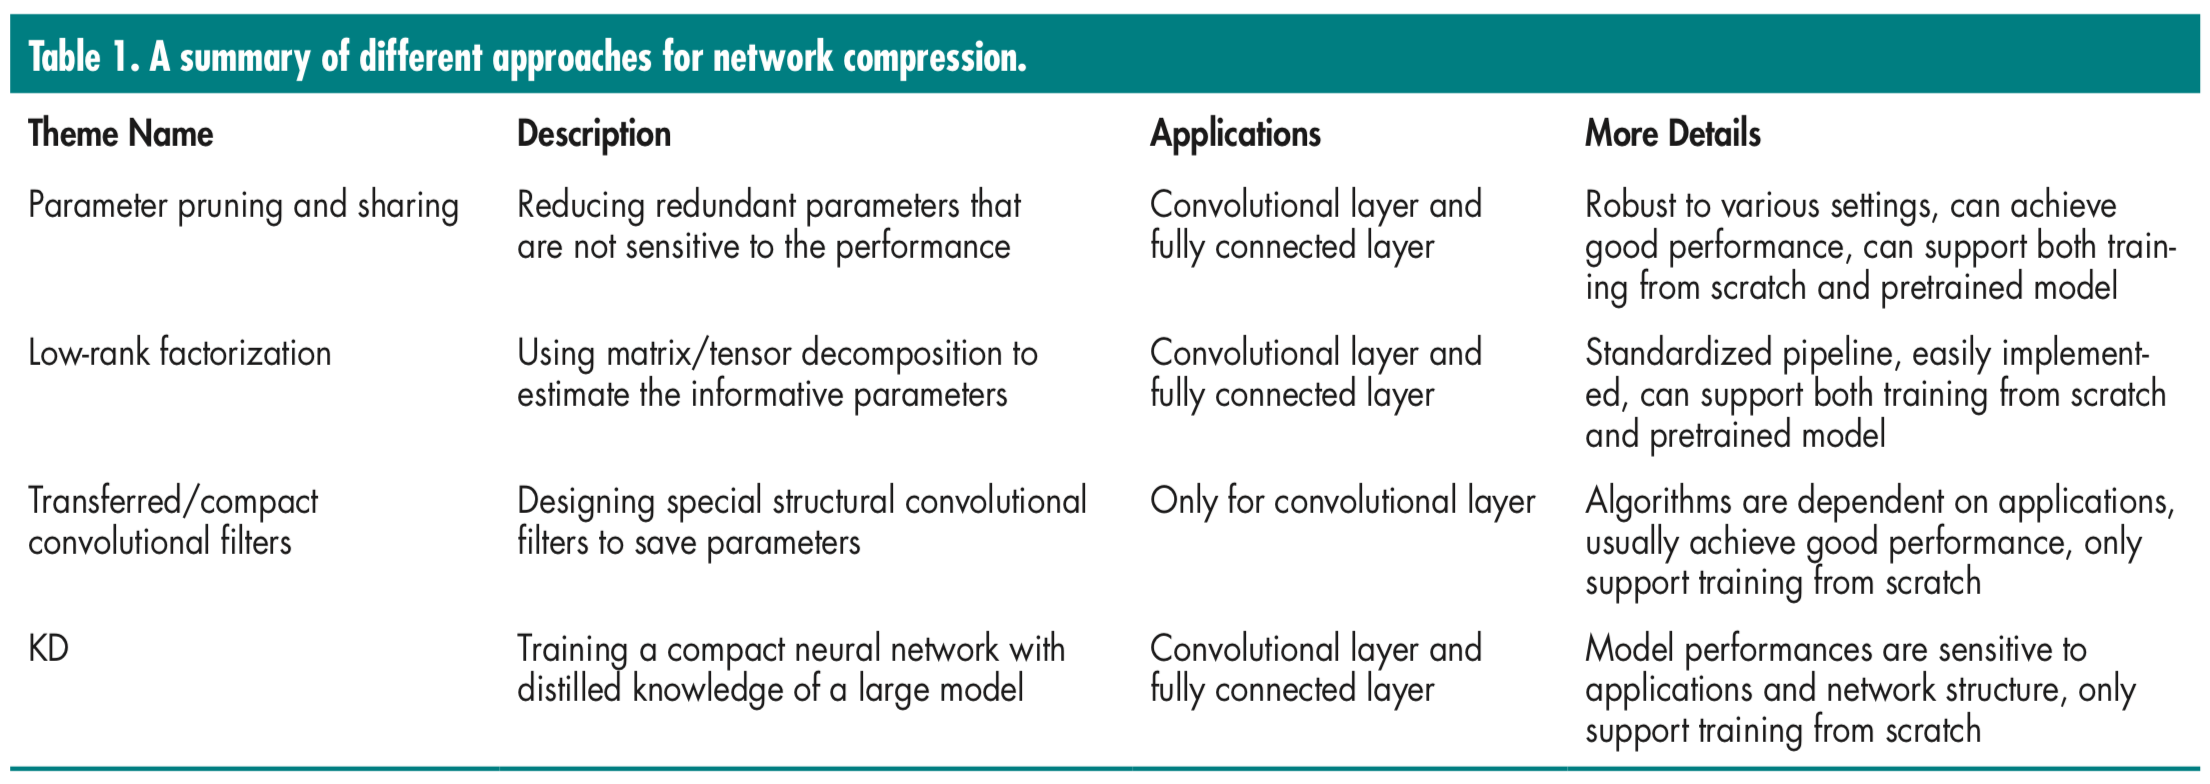 Table 1. A summary of different approaches for network compression.
Theme Name
Description
Applications
More Details
Parameter pruning and sharing
Reducing redundant parameters that
are not sensitive to the performance
Convolutional layer and
fully connected layer
Robust to various settings, can achieve
good performance, can support both train-
ing from scratch and pretrained model
Low-rank factorization
Using matrix/tensor decomposition to
estimate the informative parameters
Convolutional layer and
fully connected layer
Standardized pipeline, easily implement-
ed, can support both training from scratch
and pretrained model
Transferred/compact
convolutional filters
Designing special structural convolutional
filters to save parameters
Only for convolutional layer
Algorithms are dependent on applications,
usually achieve good performance, only
support training from scratch
KD
Training a compact neural network with
distilled knowledge of a large model
Convolutional layer and
fully connected layer
Model performances are sensitive to
applications and network structure, only
support training from scratch